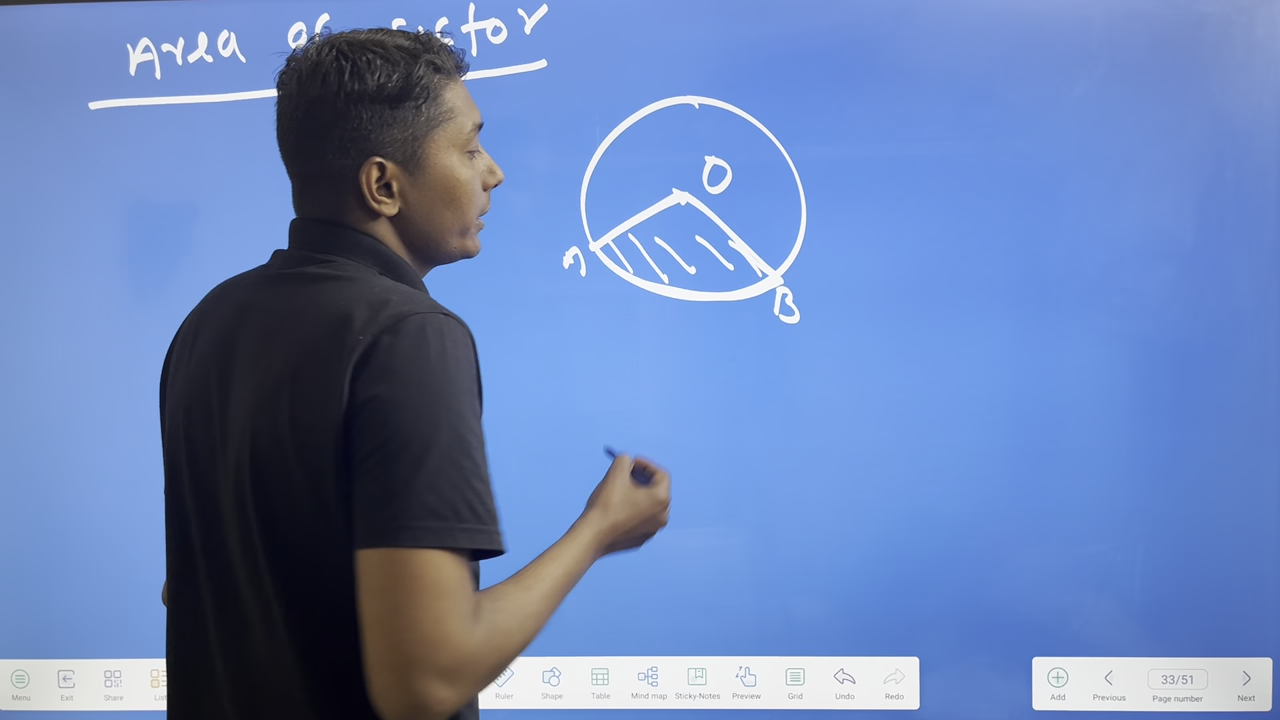 Area of sector
O
A
B
Menu Exit Share Ruler Shape Table Mind map Sticky-Notes Preview Grid Undo Redo
Add Previous 33/51 Page number Next